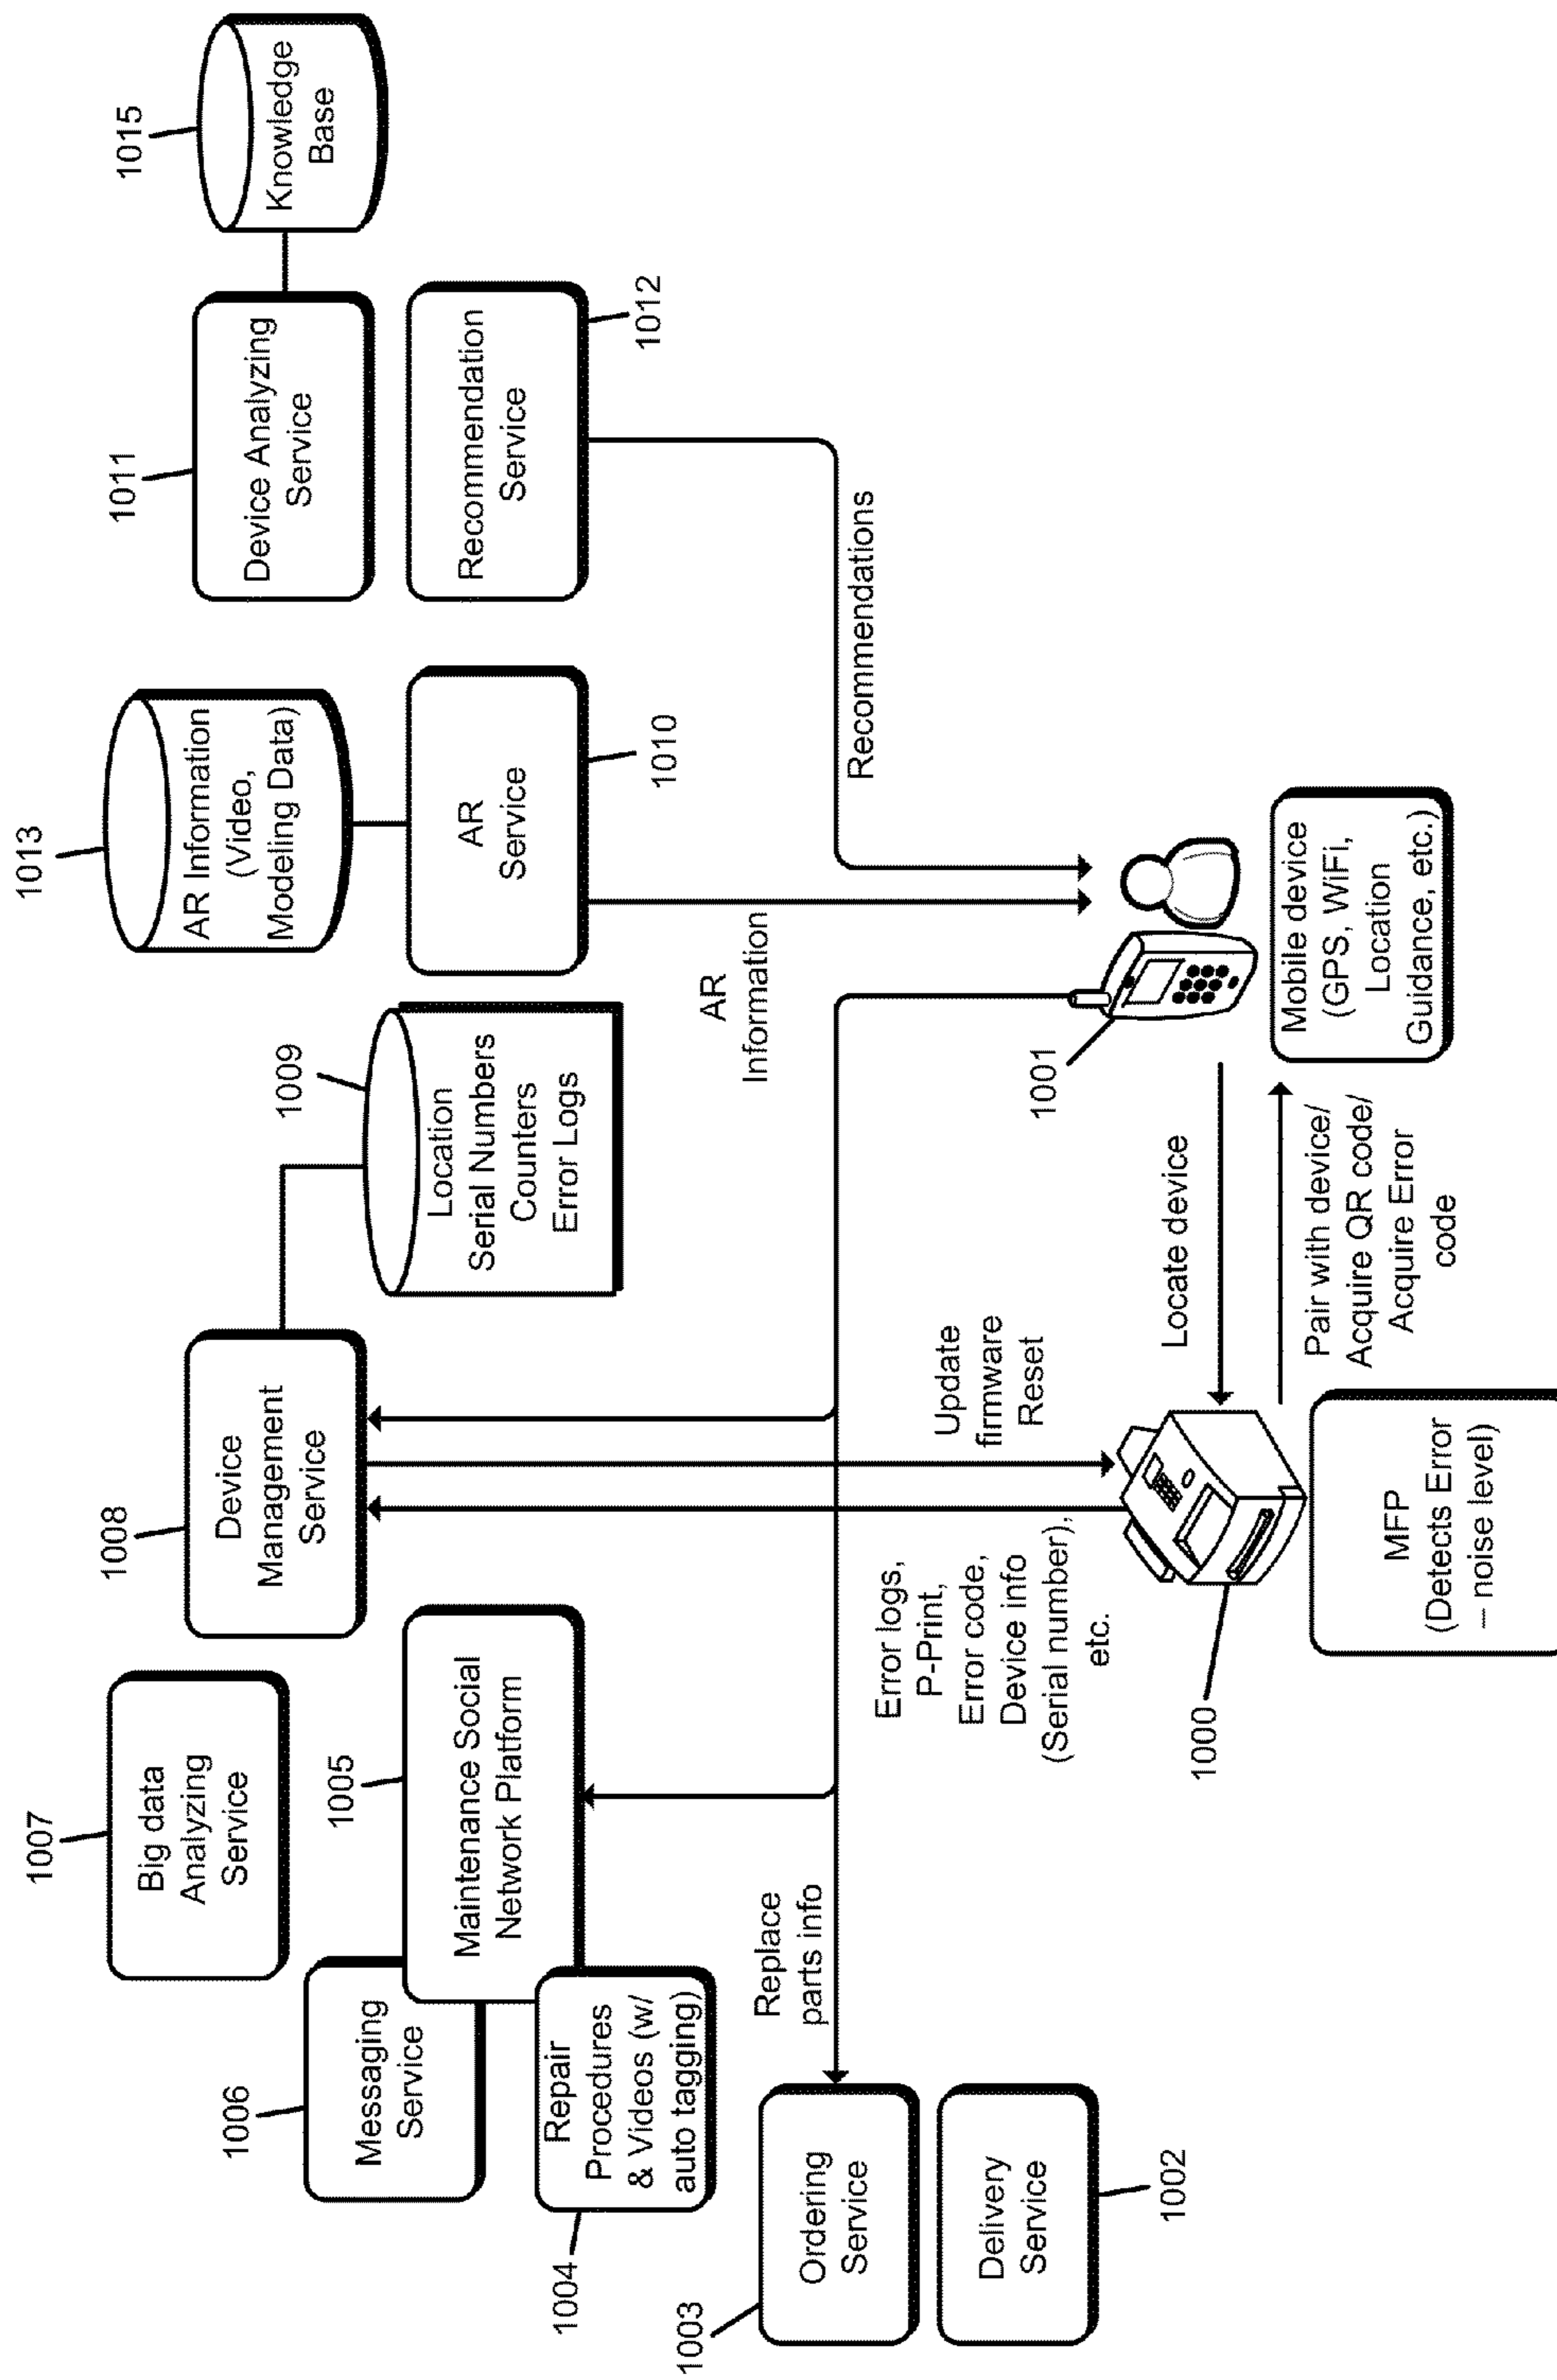 1015
Knowledge
Base
1011
Device Analyzing
Service
Recommendation
Service
1012
1013
AR Information
(Video,
Modeling Data)
AR
Service
1010
1009
Location
Serial Numbers
Counters
Error Logs
1008
Device
Management
Service
1007
Big data
Analyzing
Service
1005
Maintenance Social
Network Platform
1006
Messaging
Service
1004
Repair
Procedures
& Videos (w/
auto tagging)
1003
Ordering
Service
Delivery
Service
1002
Replace
parts info
Error logs,
P-Print,
Error code,
Device info
(Serial number),
etc.
Update
firmware
Reset
AR
Information
Recommendations
1001
Locate device
Pair with device/
Acquire QR code/
Acquire Error
code
Mobile device
(GPS, WiFi,
Location
Guidance, etc.)
1000
MFP
(Detects Error
– noise level)